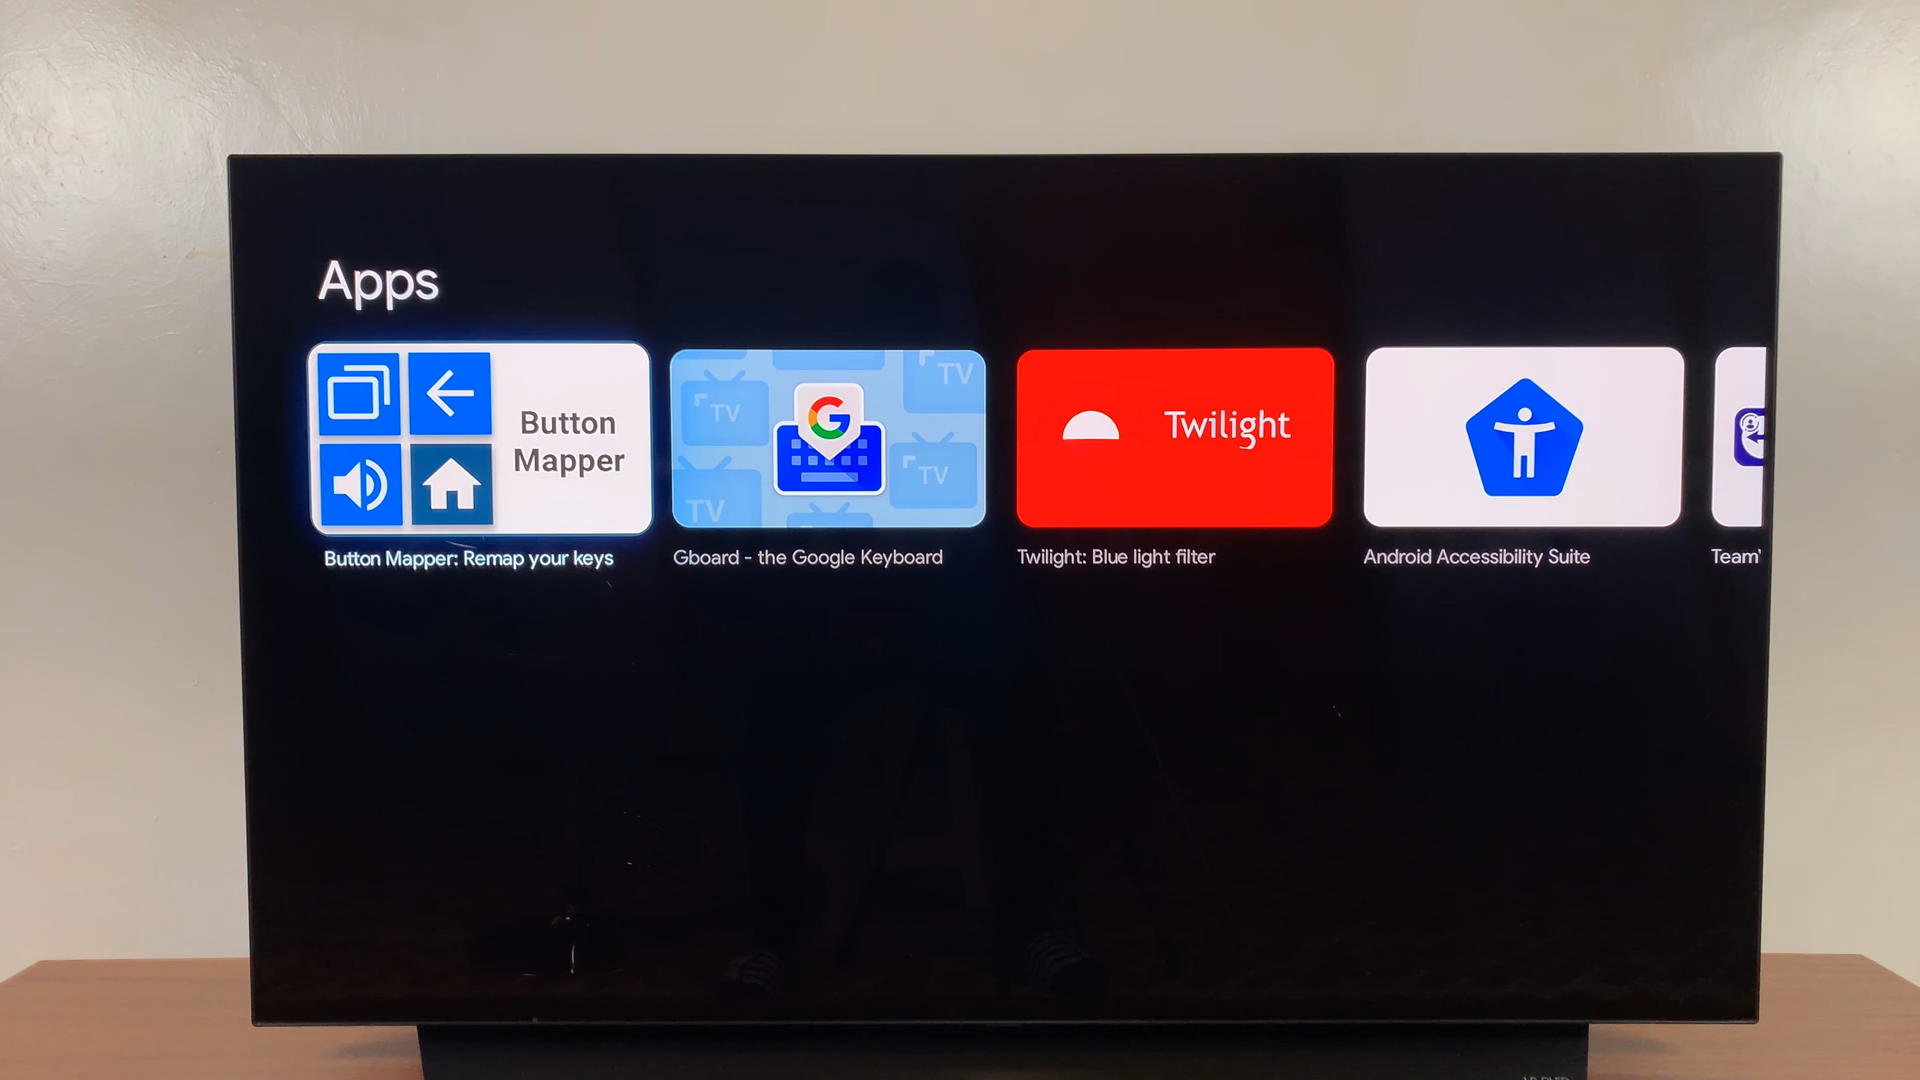 Apps
Button
Mapper
TV
TV
TV
TV
Twilight
Button Mapper: Remap your keys
Gboard - the Google Keyboard
Twilight: Blue light filter
Android Accessibility Suite
Team